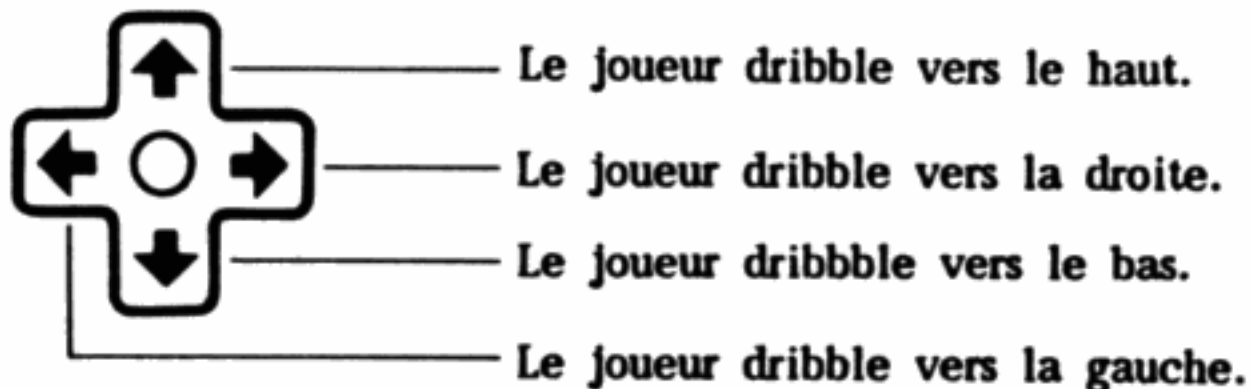 Le joueur dribble vers le haut.
Le joueur dribble vers la droite.
Le joueur dribbble vers le bas.
Le joueur dribble vers la gauche.